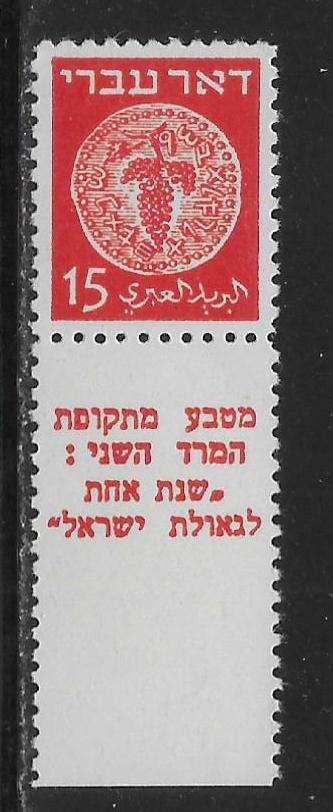 דאר עברי
15 البريد العبري
מטבע מתקופת
המרד השני:
„שנת אחת
לגאולת ישראל”